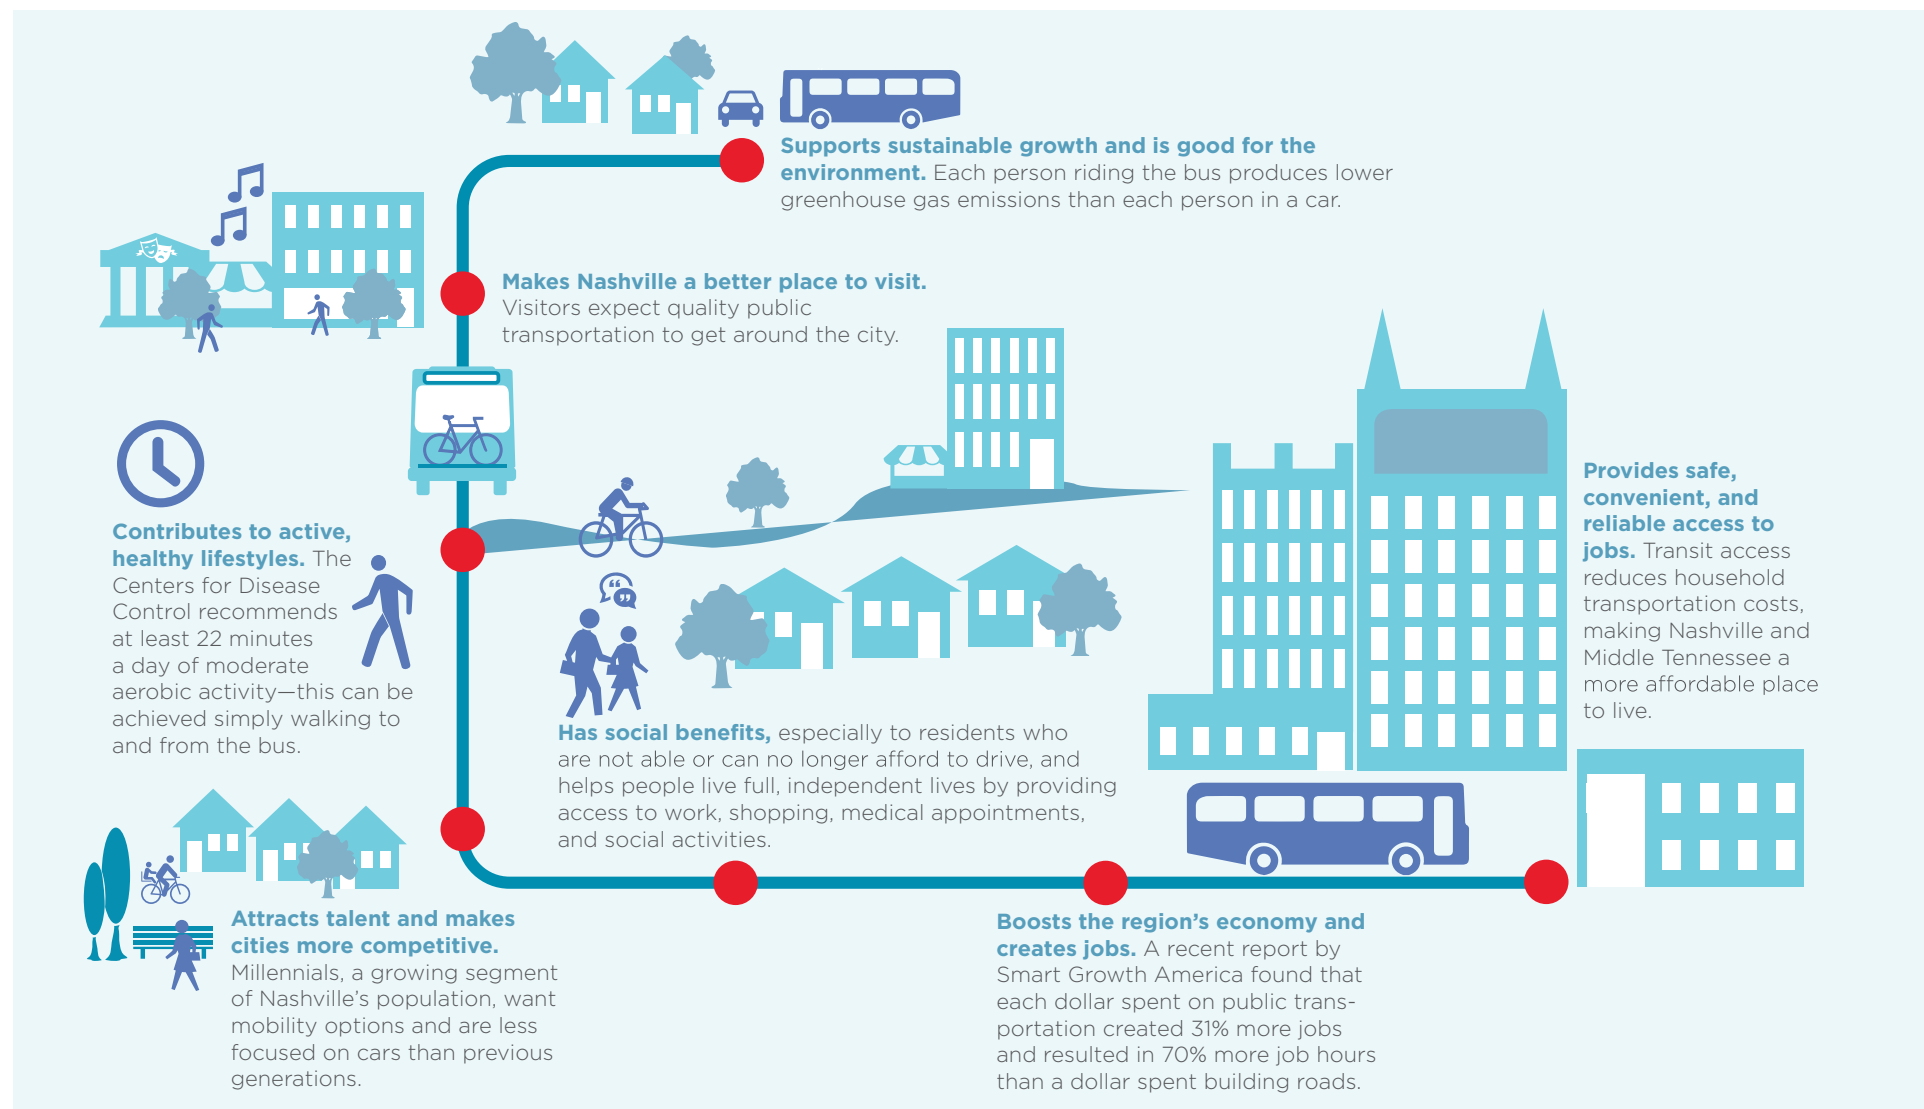 Supports sustainable growth and is good for the
environment. Each person riding the bus produces lower
greenhouse gas emissions than each person in a car.
Makes Nashville a better place to visit.
Visitors expect quality public
transportation to get around the city.
Contributes to active,
healthy lifestyles. The
Centers for Disease
Control recommends
at least 22 minutes
a day of moderate
aerobic activity—this can be
achieved simply walking to
and from the bus.
Attracts talent and makes
cities more competitive.
Millennials, a growing segment
of Nashville’s population, want
mobility options and are less
focused on cars than previous
generations.
Has social benefits, especially to residents who
are not able or can no longer afford to drive, and
helps people live full, independent lives by providing
access to work, shopping, medical appointments,
and social activities.
Boosts the region’s economy and
creates jobs. A recent report by
Smart Growth America found that
each dollar spent on public trans-
portation created 31% more jobs
and resulted in 70% more job hours
than a dollar spent building roads.
Provides safe,
convenient, and
reliable access to
jobs. Transit access
reduces household
transportation costs,
making Nashville and
Middle Tennessee a
more affordable place
to live.